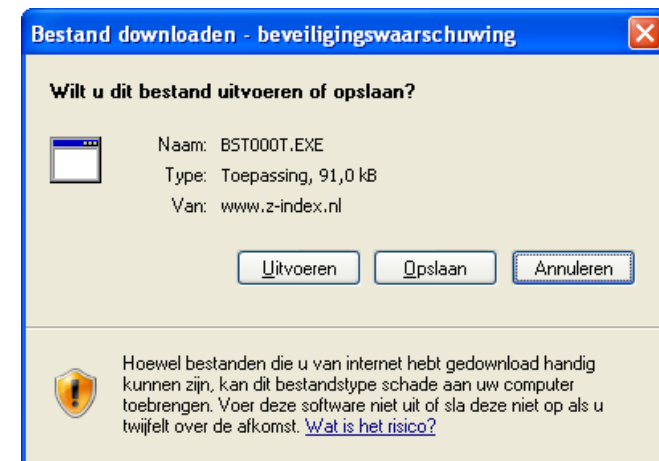 Bestand downloaden - beveiligingswaarschuwing
Wilt u dit bestand uitvoeren of opslaan?
Naam: BST000T.EXE
Type: Toepassing, 91,0 kB
Van: www.z-index.nl
Uitvoeren Opslaan Annuleren
Hoewel bestanden die u van internet hebt gedownload handig
kunnen zijn, kan dit bestandstype schade aan uw computer
toebrengen. Voer deze software niet uit of sla deze niet op als u
twijfelt over de afkomst. Wat is het risico?